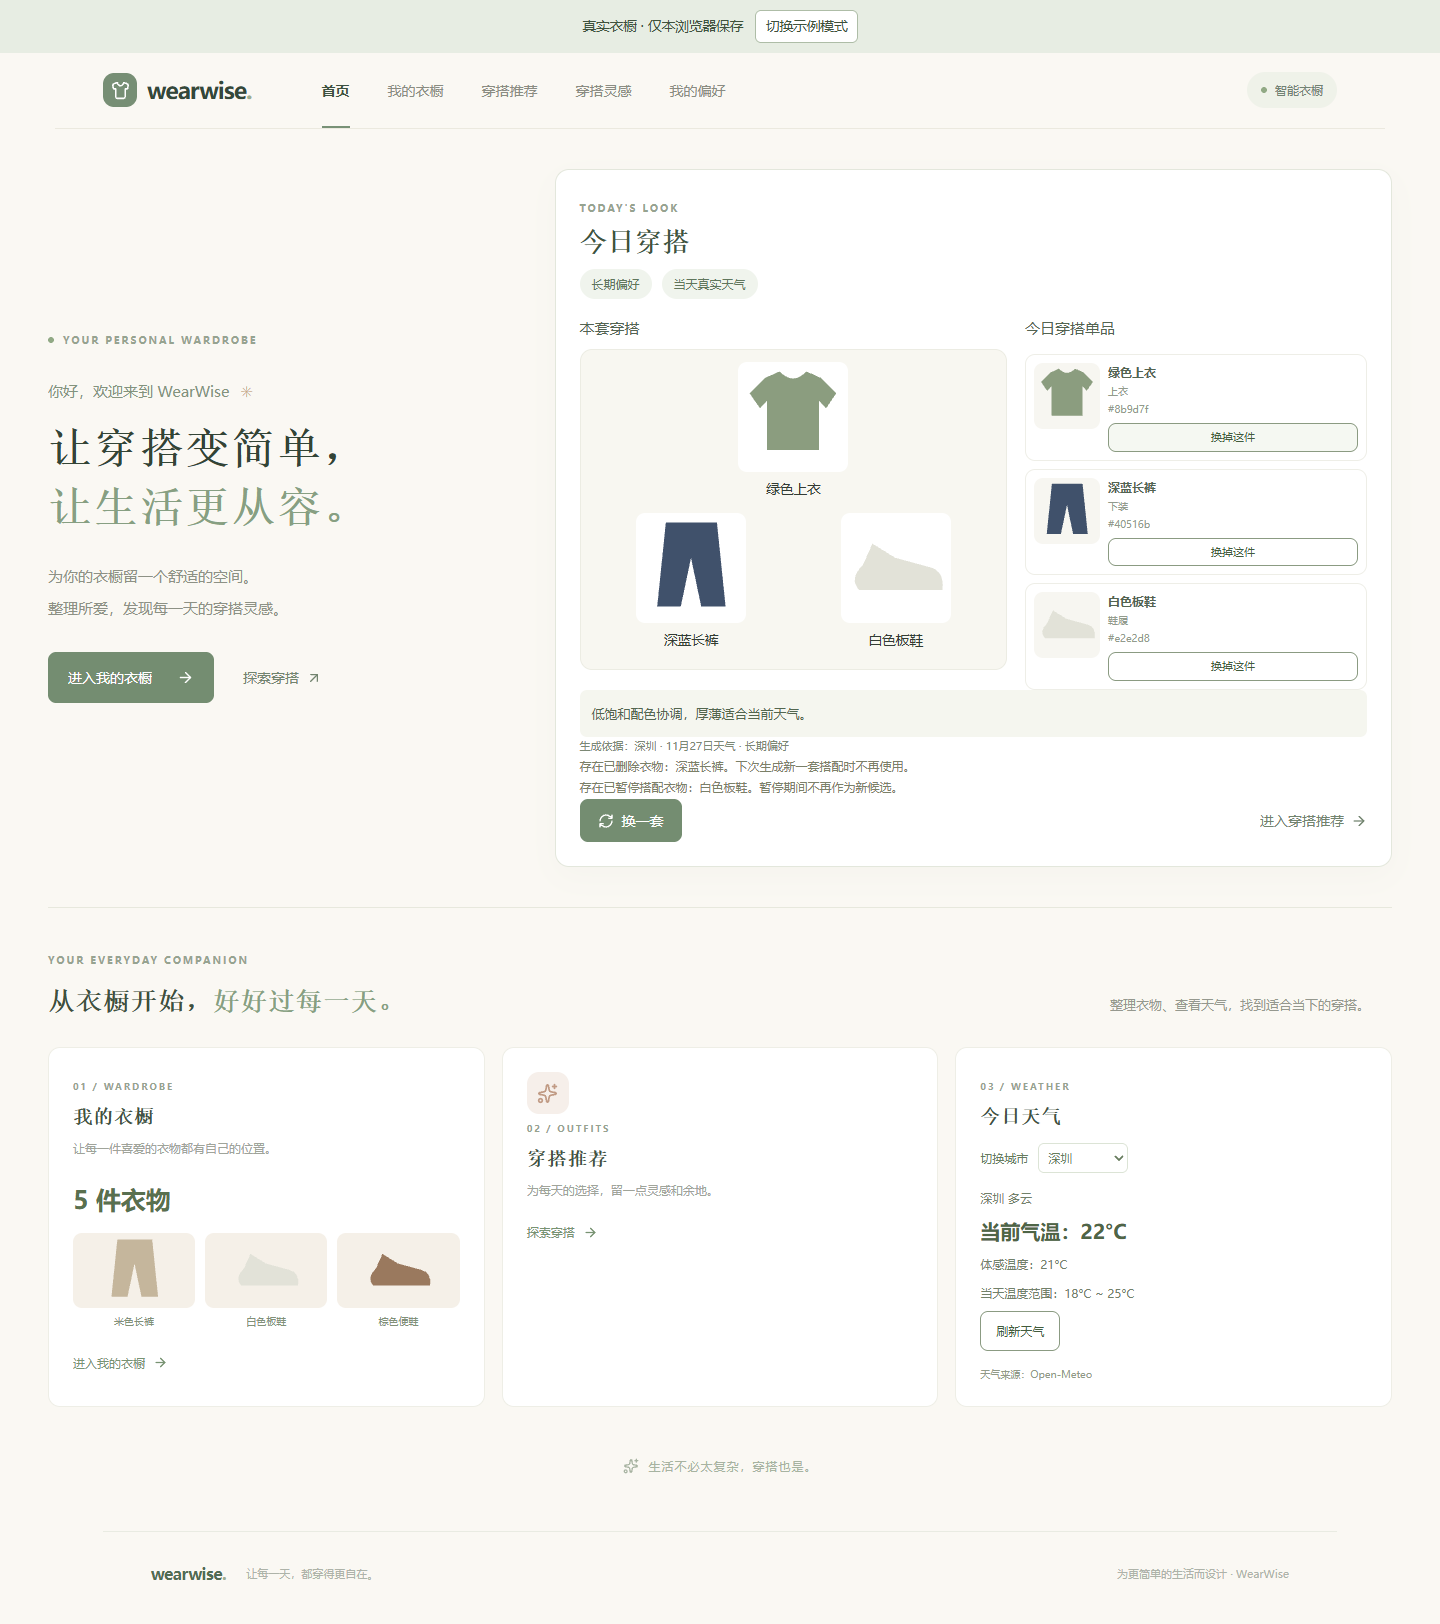 真实衣橱 · 仅本浏览器保存 切换示例模式
wearwise. 首页 我的衣橱 穿搭推荐 穿搭灵感 我的偏好 智能衣橱
YOUR PERSONAL WARDROBE
你好，欢迎来到 WearWise
让穿搭变简单，
让生活更从容。
为你的衣橱留一个舒适的空间。
整理所爱，发现每一天的穿搭灵感。
进入我的衣橱 探索穿搭
TODAY'S LOOK
今日穿搭
长期偏好 当天真实天气
本套穿搭
绿色上衣
深蓝长裤 白色板鞋
今日穿搭单品
绿色上衣
上衣
#8b9d7f
换掉这件
深蓝长裤
下装
#40516b
换掉这件
白色板鞋
鞋履
#e2e2d8
换掉这件
低饱和配色协调，厚薄适合当前天气。
生成依据：深圳 · 11月27日天气 · 长期偏好
存在已删除衣物：深蓝长裤。下次生成新一套搭配时不再使用。
存在已暂停搭配衣物：白色板鞋。暂停期间不再作为新候选。
换一套 进入穿搭推荐
YOUR EVERYDAY COMPANION
从衣橱开始，好好过每一天。
整理衣物、查看天气，找到适合当下的穿搭。
01 / WARDROBE
我的衣橱
让每一件喜爱的衣物都有自己的位置。
5 件衣物
米色长裤 白色板鞋 棕色便鞋
进入我的衣橱
02 / OUTFITS
穿搭推荐
为每天的选择，留一点灵感和余地。
探索穿搭
03 / WEATHER
今日天气
切换城市 深圳
深圳 多云
当前气温：22°C
体感温度：21°C
当天温度范围：18°C ~ 25°C
刷新天气
天气来源：Open-Meteo
生活不必太复杂，穿搭也是。
wearwise. 让每一天，都穿得更自在。
为更简单的生活而设计 · WearWise